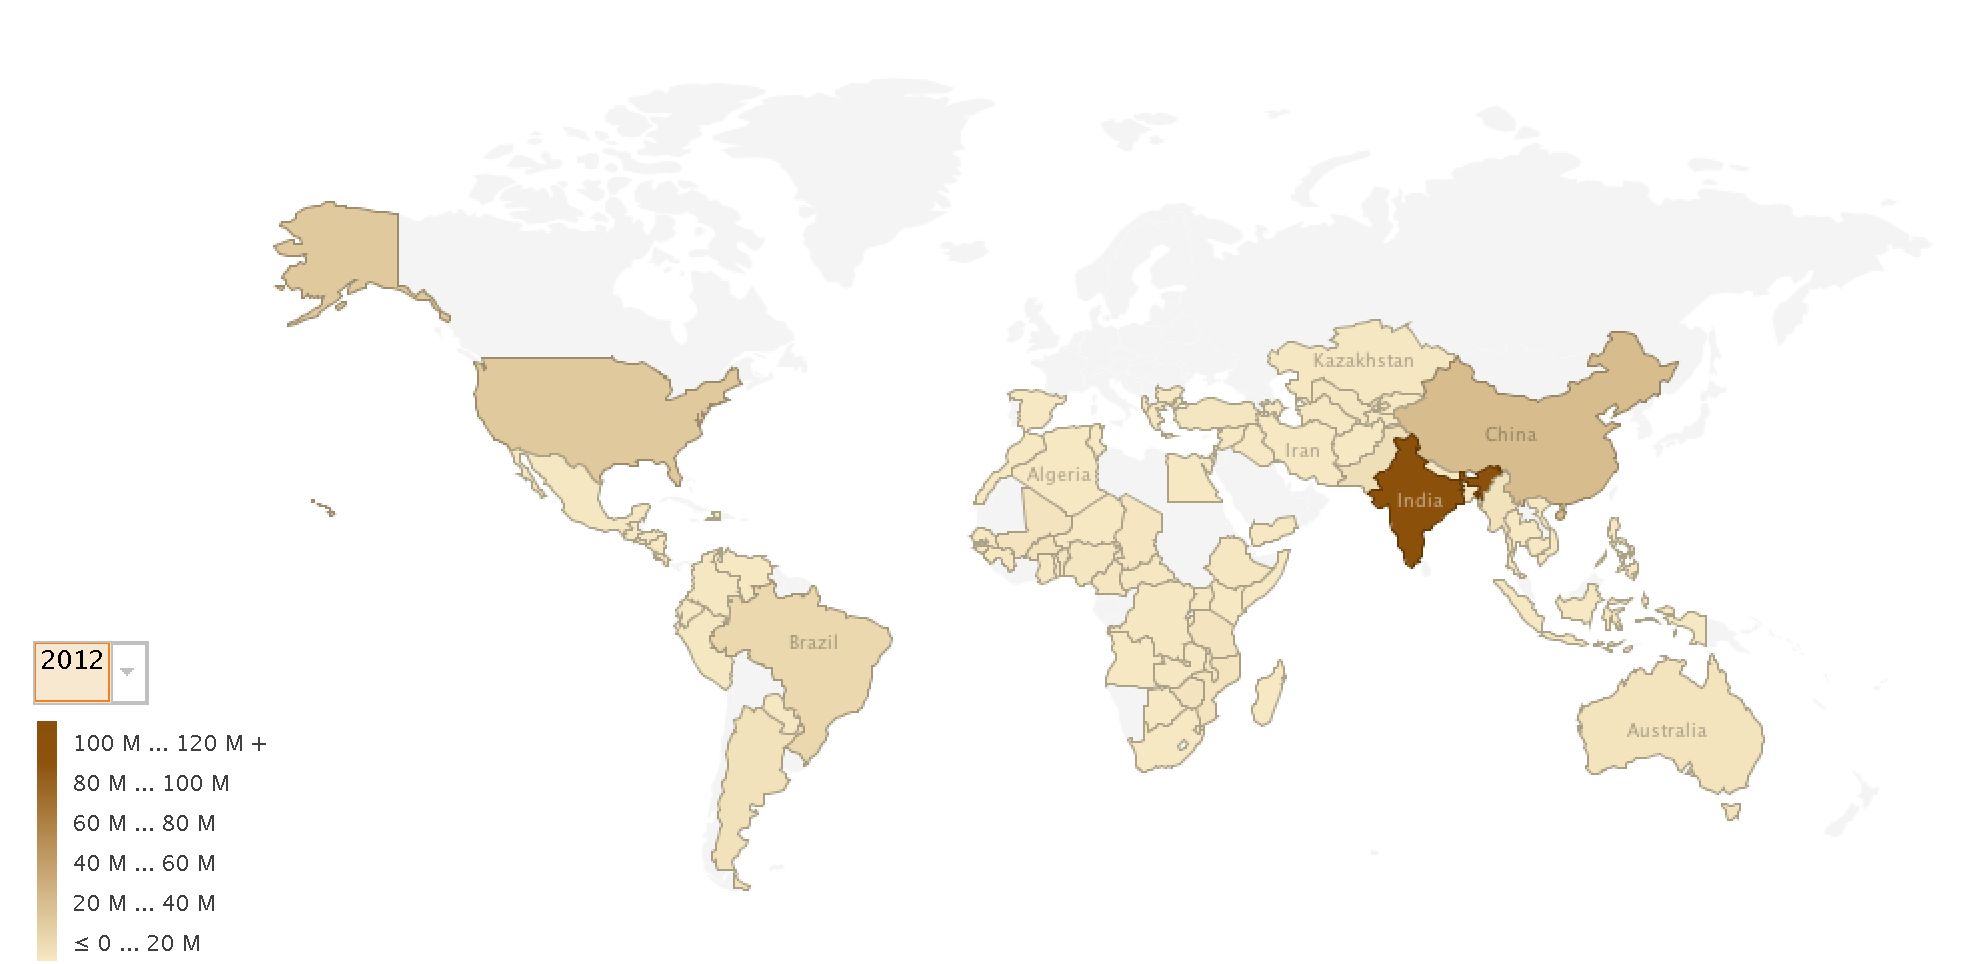 Kazakhstan
China
Iran
Algeria
India
Brazil
2012
Australia
100 M ... 120 M +
80 M ... 100 M
60 M ... 80 M
40 M ... 60 M
20 M ... 40 M
≤ 0 ... 20 M